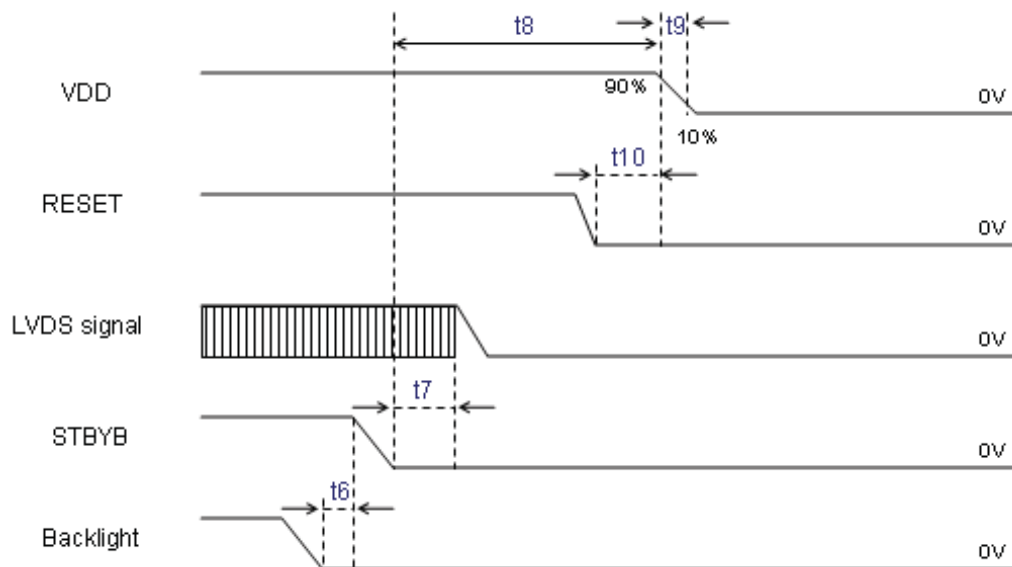 t8
t9
VDD
90%
10%
0V
t10
RESET
0V
LVDS signal
0V
t7
STBYB
0V
t6
Backlight
0V